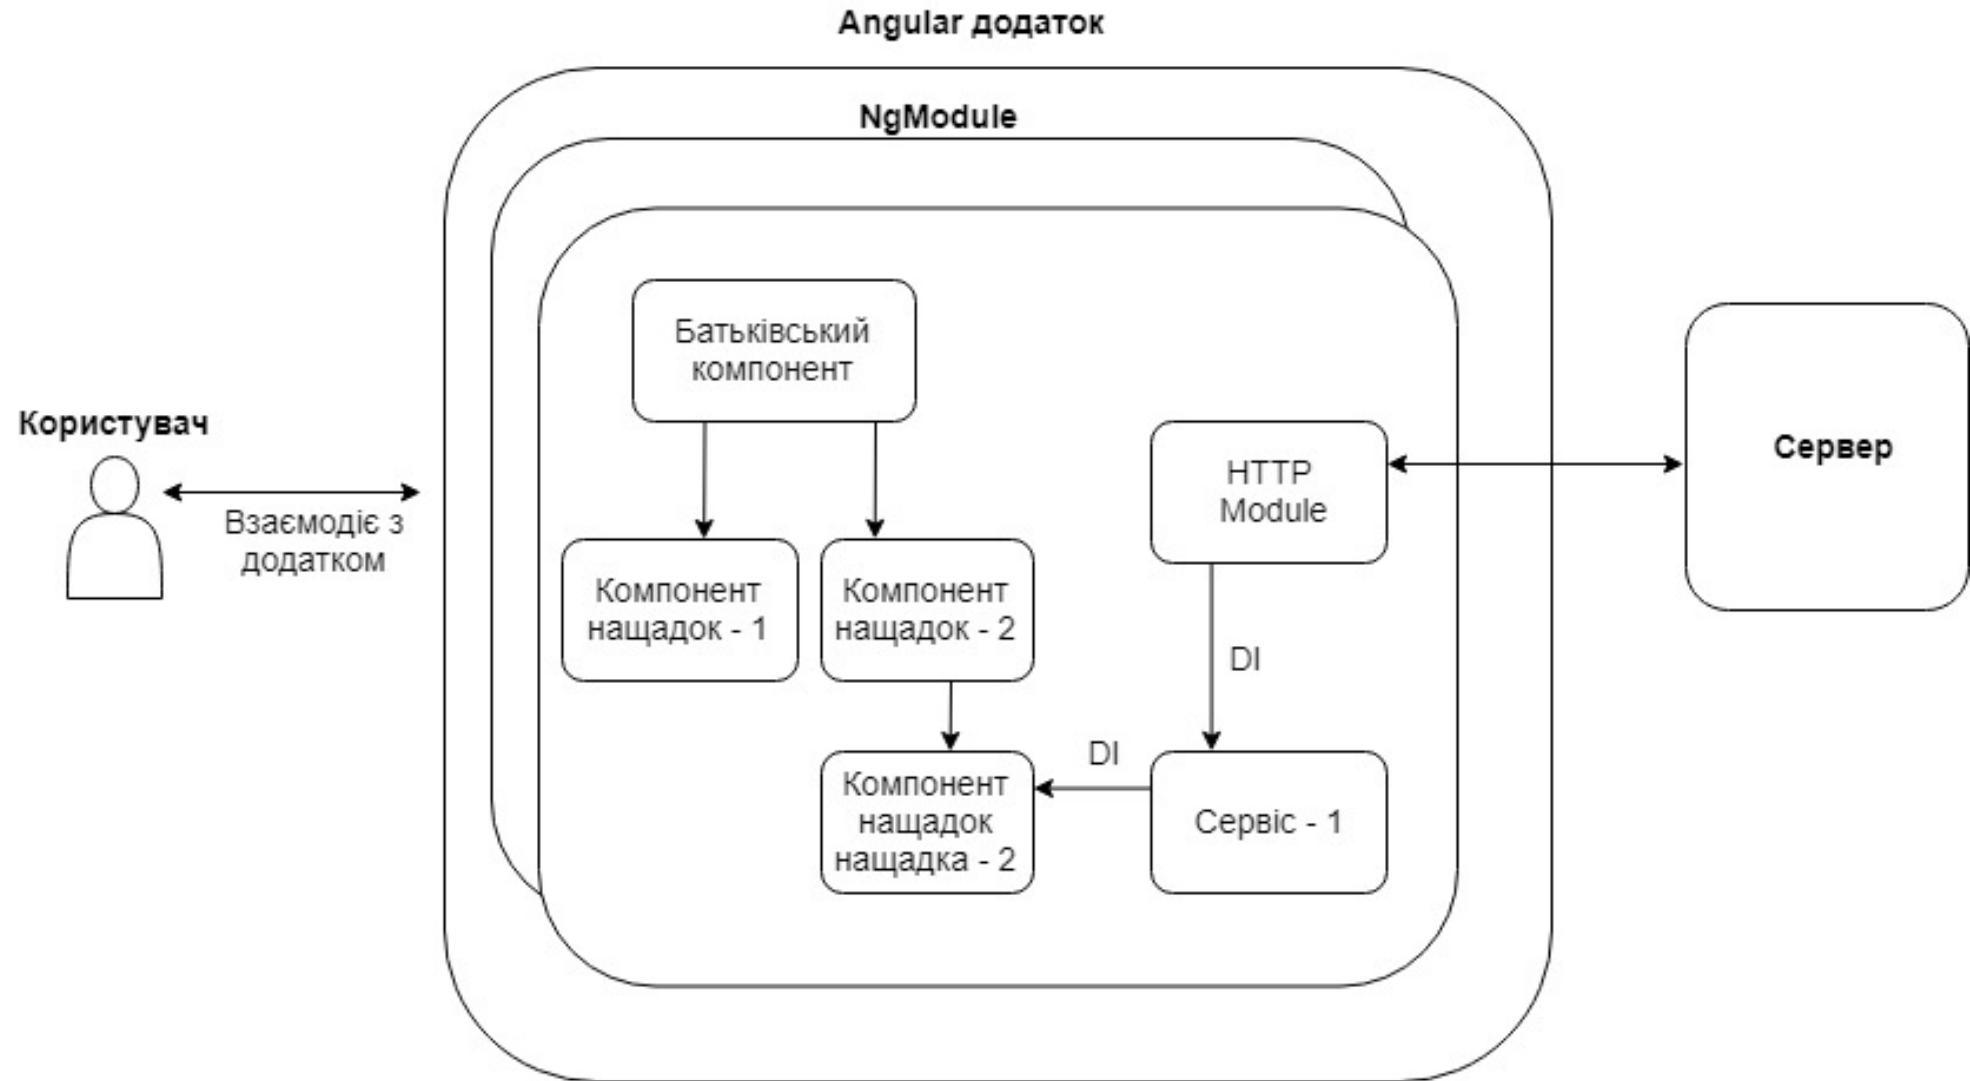 Angular додаток
NgModule
Батьківський
компонент
Користувач
Взаємодіє з
додатком
HTTP
Module
Сервер
Компонент
нащадок - 1
Компонент
нащадок - 2
DI
DI
Компонент
нащадок
нащадка - 2
Сервіс - 1